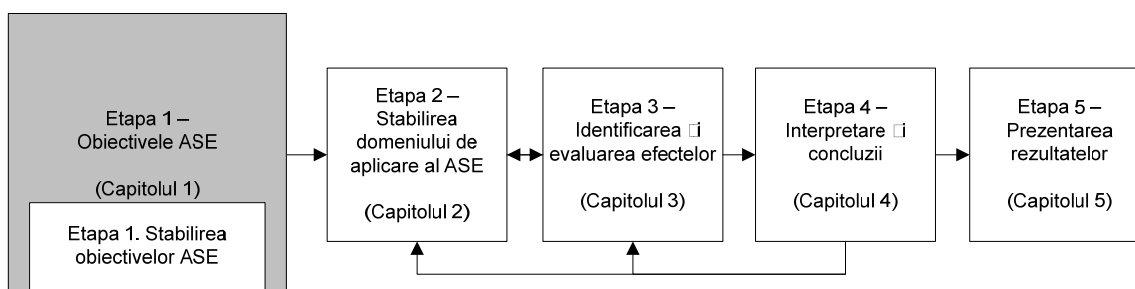 Etapa 1 –
Obiectivele ASE
(Capitolul 1)
Etapa 1. Stabilirea
obiectivelor ASE
Etapa 2 –
Stabilirea
domeniului de
aplicare al ASE
(Capitolul 2)
Etapa 3 –
Identificarea □i
evaluarea efectelor
(Capitolul 3)
Etapa 4 –
Interpretare □i
concluzii
(Capitolul 4)
Etapa 5 –
Prezentarea
rezultatelor
(Capitolul 5)